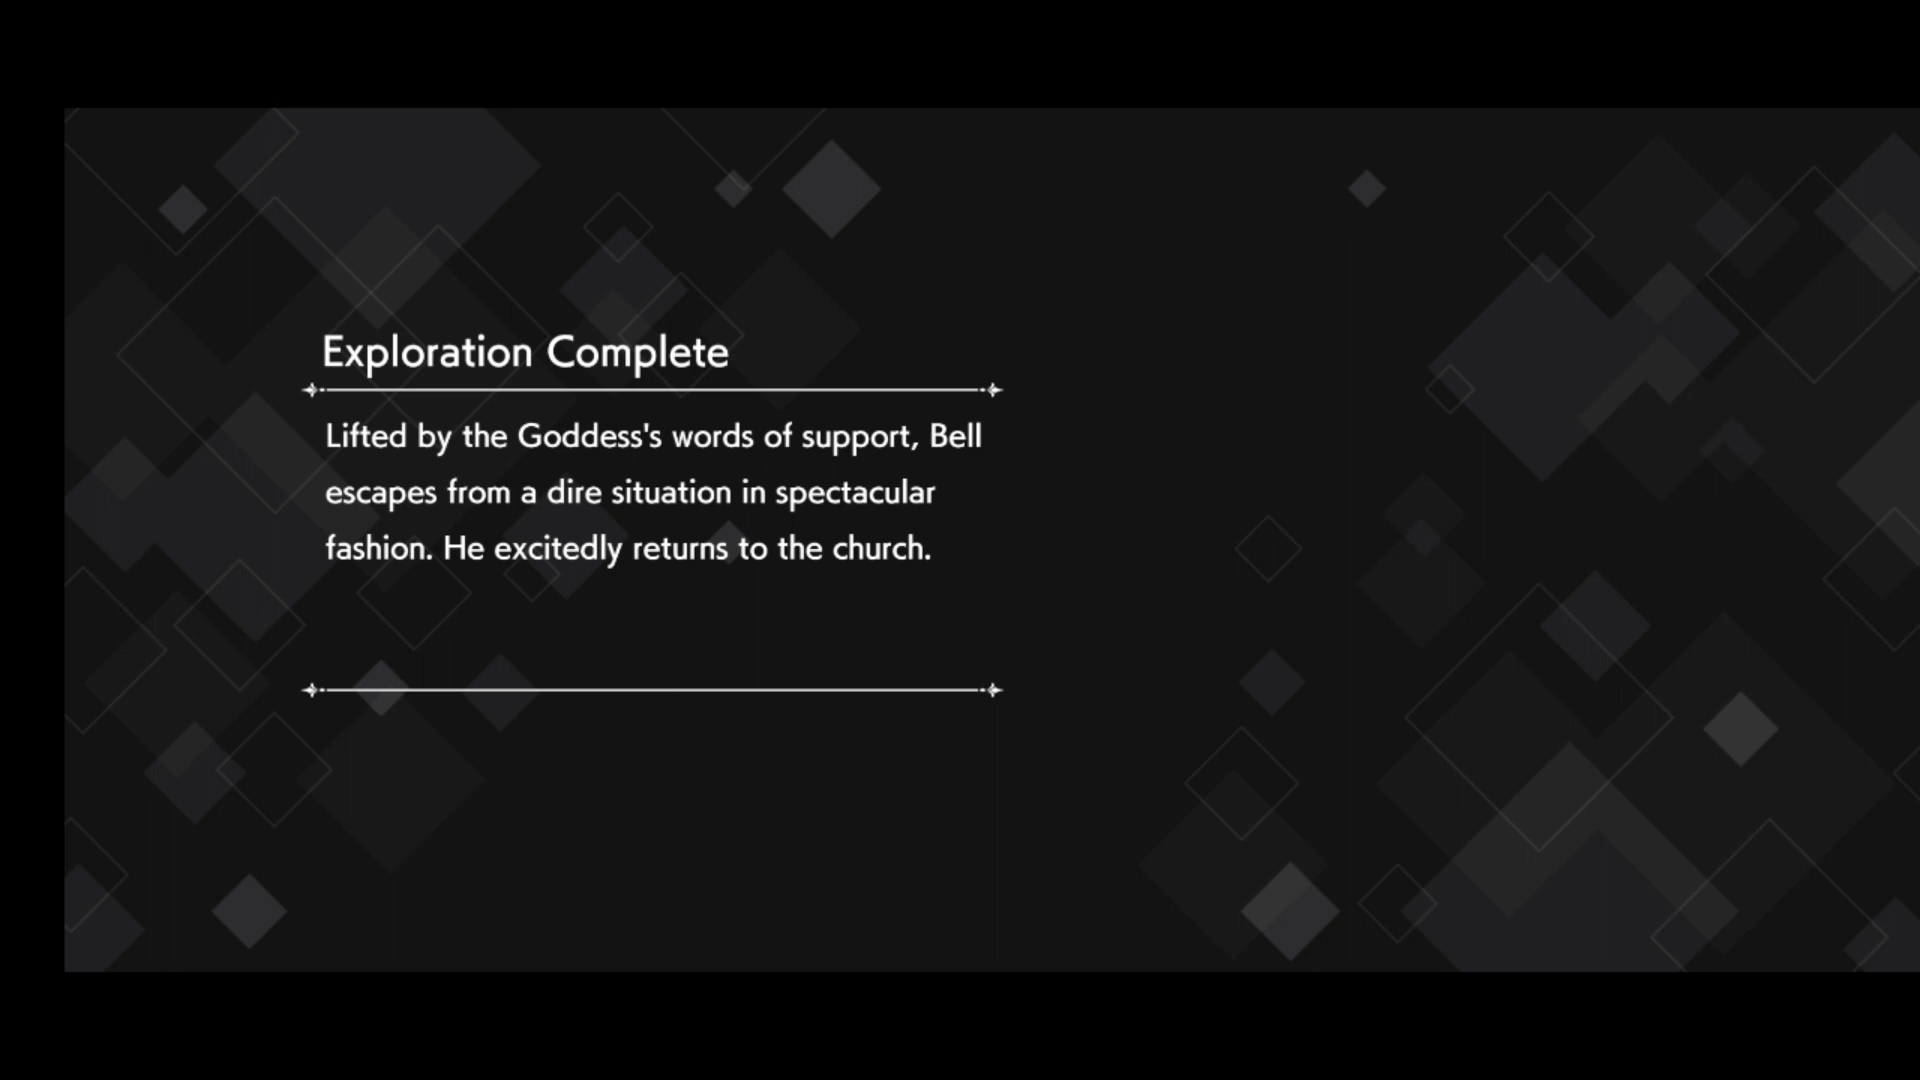 Exploration Complete
Lifted by the Goddess's words of support, Bell
escapes from a dire situation in spectacular
fashion. He excitedly returns to the church.